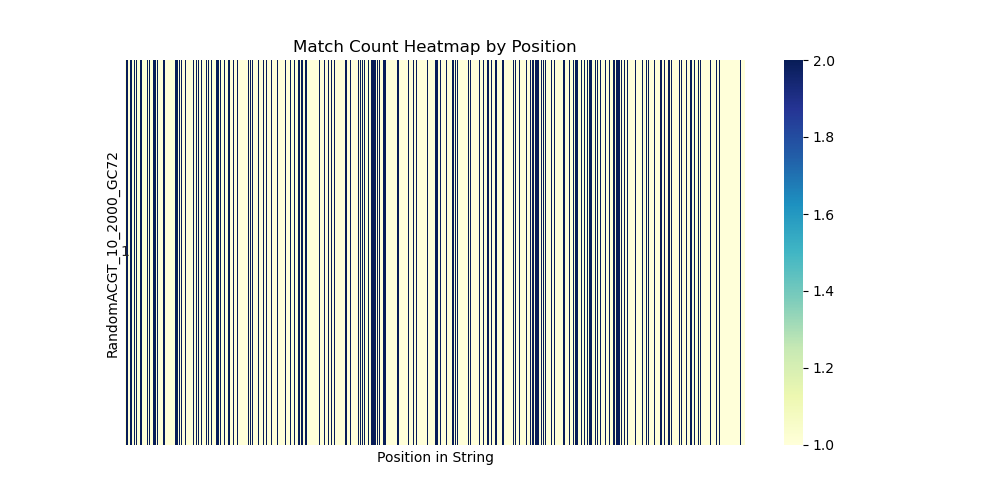 Match Count Heatmap by Position
RandomACGT_10_2000_GC72
1
Position in String
2.0
1.8
1.6
1.4
1.2
1.0